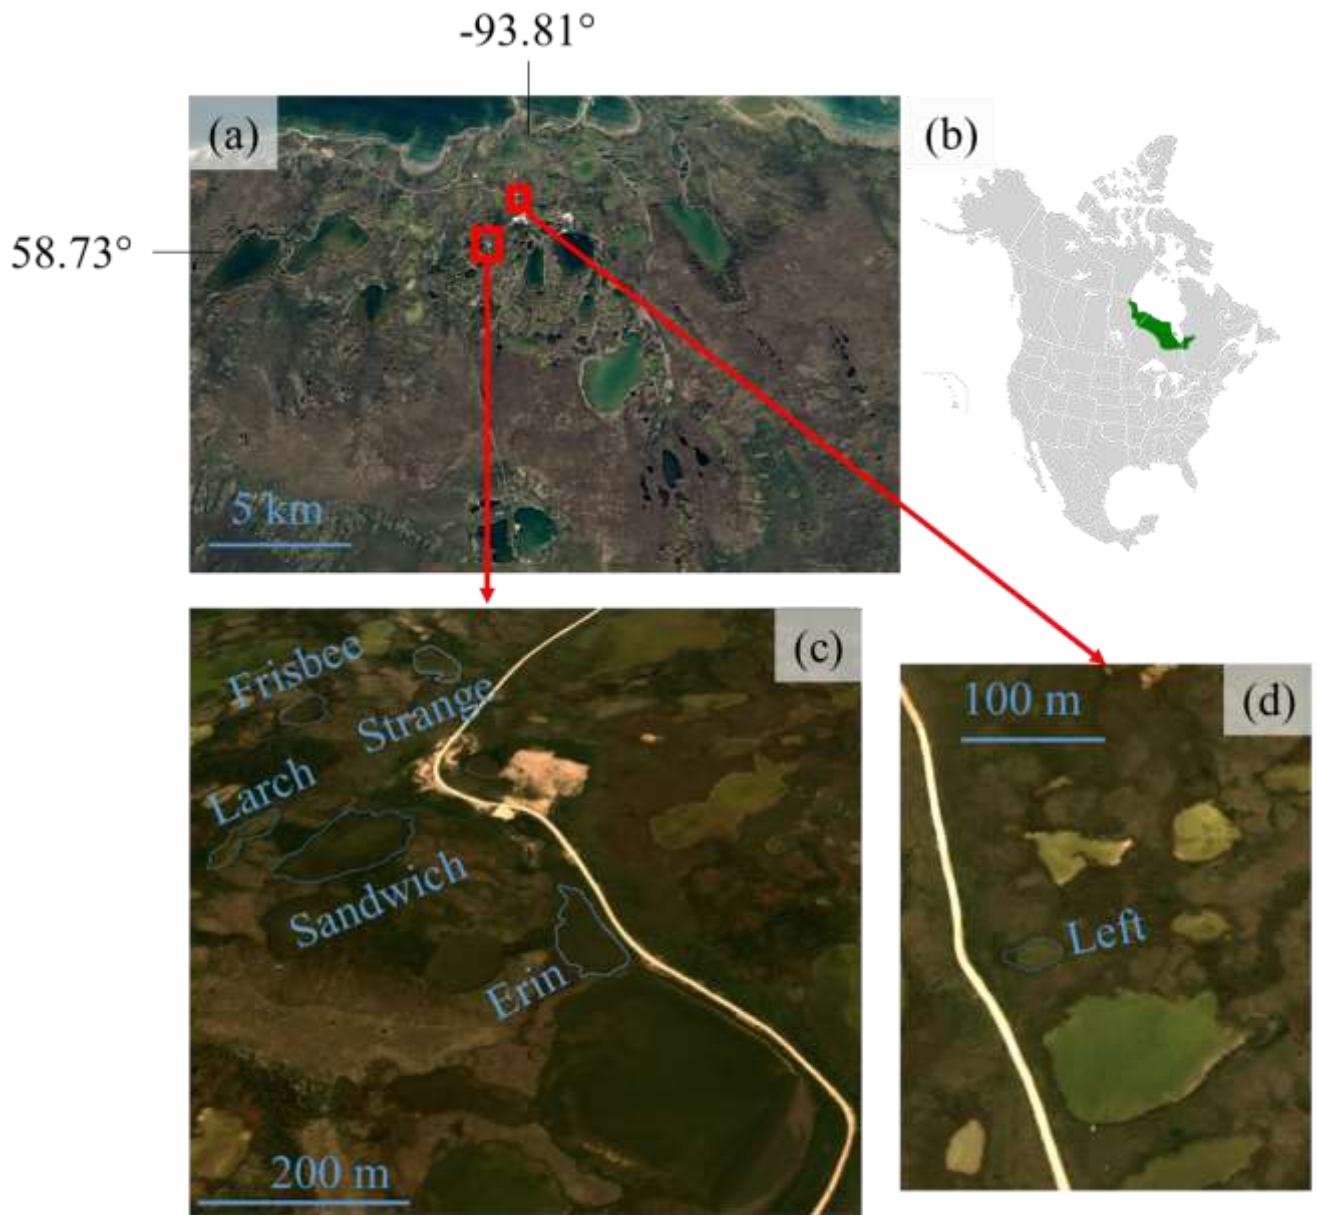 -93.81°
(a)
(b)
58.73°
5 km
(c)
Frisbee
Strange
Larch
Sandwich
Erin
200 m
(d)
100 m
Left